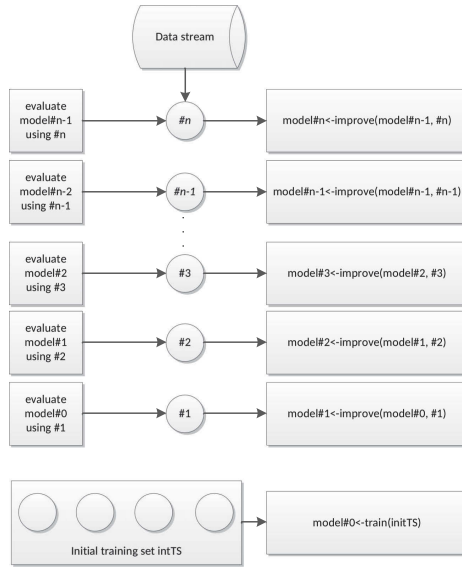 Data stream
evaluate
model#n-1
using #n
#n
model#n<-improve(model#n-1, #n)
evaluate
model#n-2
using #n-1
#n-1
model#n-1<-improve(model#n-1, #n-1)
evaluate
model#2
using #3
#3
model#3<-improve(model#2, #3)
evaluate
model#1
using #2
#2
model#2<-improve(model#1, #2)
evaluate
model#0
using #1
#1
model#1<-improve(model#0, #1)
Initial training set intTS
model#0<-train(initTS)